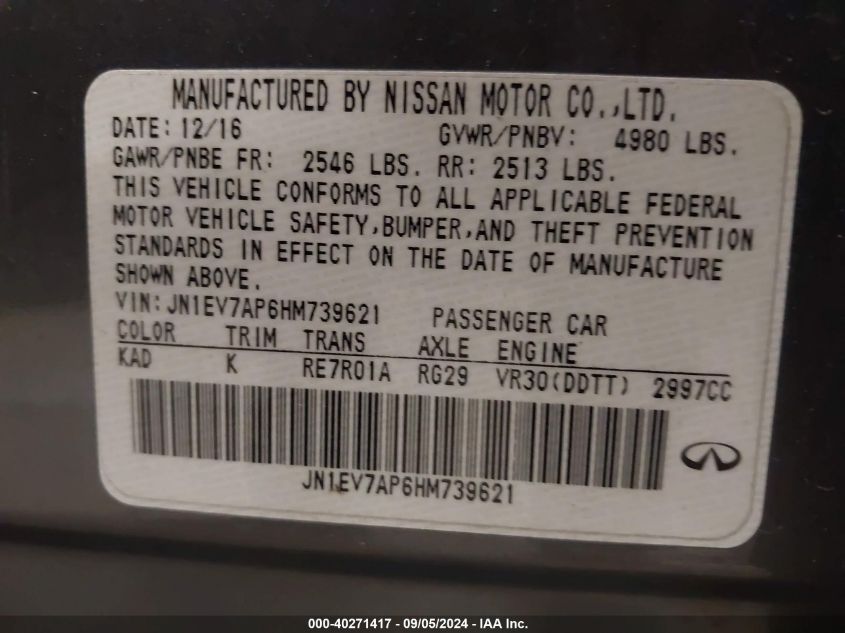 MANUFACTURED BY NISSAN MOTOR CO.,LTD.
DATE: 12/16 GVWR/PNBV: 4980 LBS.
GAWR/PNBE FR: 2546 LBS. RR: 2513 LBS.
THIS VEHICLE CONFORMS TO ALL APPLICABLE FEDERAL
MOTOR VEHICLE SAFETY,BUMPER,AND THEFT PREVENTION
STANDARDS IN EFFECT ON THE DATE OF MANUFACTURE
SHOWN ABOVE.
VIN:JN1EV7AP6HM739621 PASSENGER CAR
COLOR TRIM TRANS AXLE ENGINE
KAD K RE7R01A RG29 VR30(DDTT) 2997CC
JN1EV7AP6HM739621
000-40271417 - 09/05/2024 - IAA Inc.